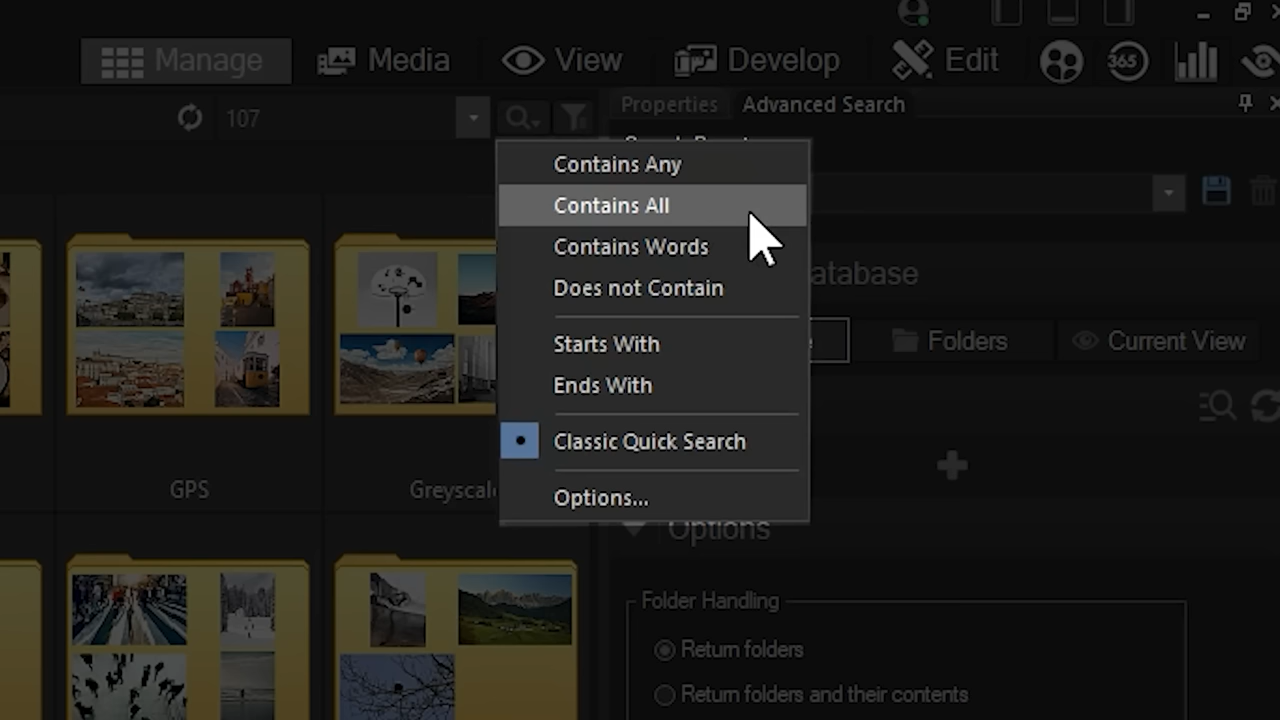 Manage
Media
View
Develop
Edit
365
107
Properties
Advanced Search
Contains Any
Contains All
Contains Words
Does not Contain
Starts With
Ends With
Classic Quick Search
Options...
Folders
Current View
GPS
Options
Folder Handling
Return folders
Return folders and their contents